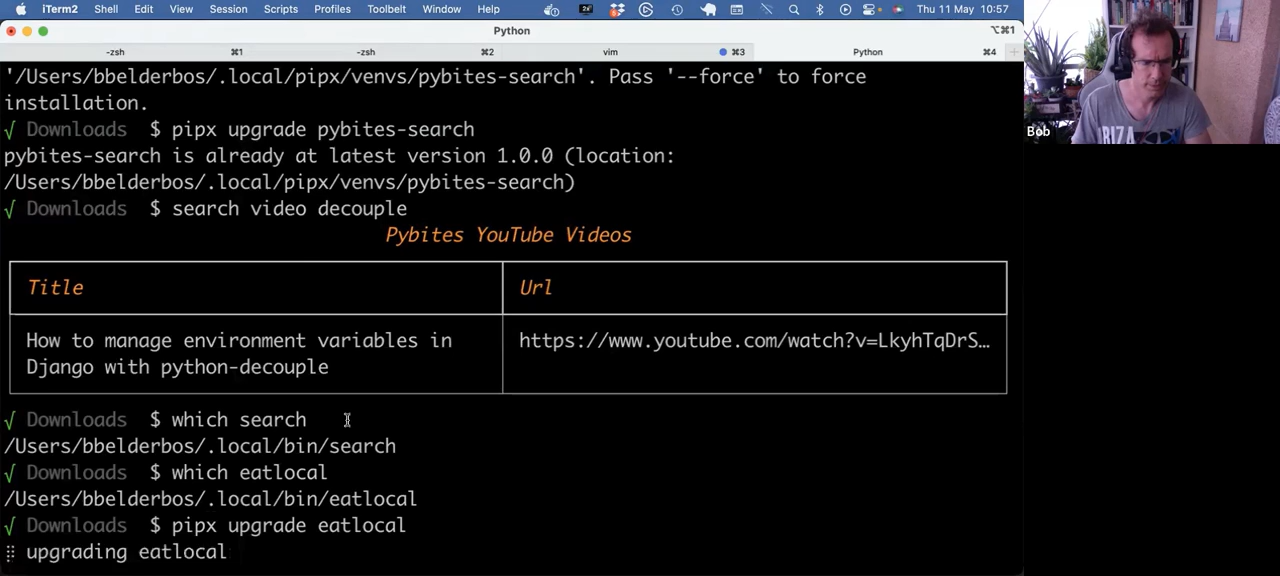 iTerm2 Shell Edit View Session Scripts Profiles Toolbelt Window Help Thu 11 May 10:57
Python ⌥⌘1
-zsh ⌘1 -zsh ⌘2 vim ⌘3 Python ⌘4
'/Users/bbelderbos/.local/pipx/venvs/pybites-search'. Pass '--force' to force
installation.
√ Downloads $ pipx upgrade pybites-search
pybites-search is already at latest version 1.0.0 (location:
/Users/bbelderbos/.local/pipx/venvs/pybites-search)
√ Downloads $ search video decouple
Pybites YouTube Videos
Title Url
How to manage environment variables in https://www.youtube.com/watch?v=LkyhTqDrS…
Django with python-decouple
√ Downloads $ which search
/Users/bbelderbos/.local/bin/search
√ Downloads $ which eatlocal
/Users/bbelderbos/.local/bin/eatlocal
√ Downloads $ pipx upgrade eatlocal
⣽ upgrading eatlocal
Bob